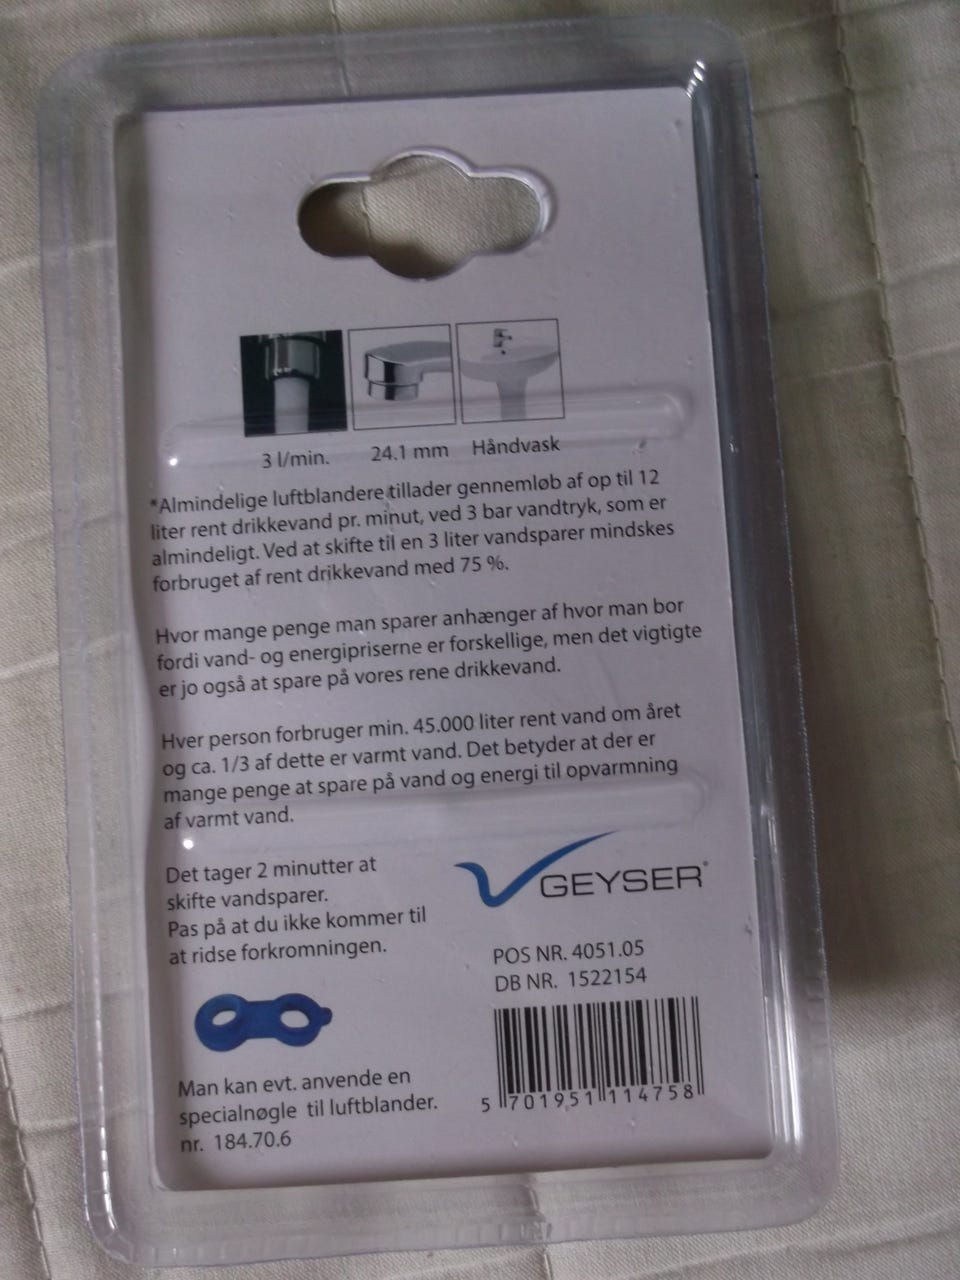 3 l/min. 24.1 mm Håndvask
*Almindelige luftblandere tillader gennemløb af op til 12
liter rent drikkevand pr. minut, ved 3 bar vandtryk, som er
almindeligt. Ved at skifte til en 3 liter vandsparer mindskes
forbruget af rent drikkevand med 75 %.
Hvor mange penge man sparer anhænger af hvor man bor
fordi vand- og energipriserne er forskellige, men det vigtigte
er jo også at spare på vores rene drikkevand.
Hver person forbruger min. 45.000 liter rent vand om året
og ca. 1/3 af dette er varmt vand. Det betyder at der er
mange penge at spare på vand og energi til opvarmning
af varmt vand.
Det tager 2 minutter at
skifte vandsparer.
Pas på at du ikke kommer til
at ridse forkromningen.
GEYSER®
POS NR. 4051.05
DB NR. 1522154
5 701951 114758
Man kan evt. anvende en
specialnøgle til luftblander.
nr. 184.70.6